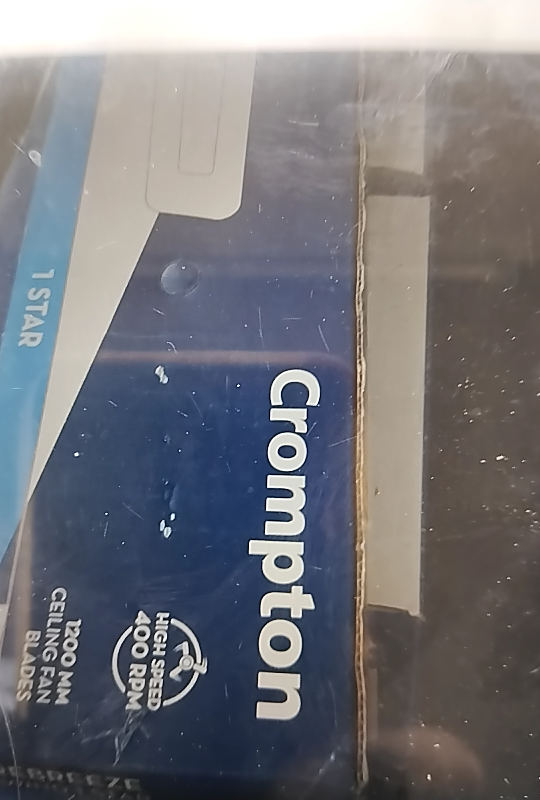 Crompton
HIGH SPEED
400 RPM
1200 MM
CEILING FAN
BLADES
1 STAR